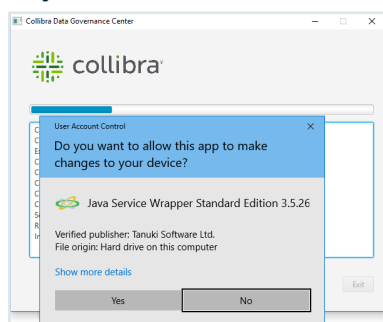 Collibra Data Governance Center
collibra
User Account Control
Do you want to allow this app to make
changes to your device?
Java Service Wrapper Standard Edition 3.5.26
Verified publisher: Tanuki Software Ltd.
File origin: Hard drive on this computer
Show more details
Yes
No
Exit